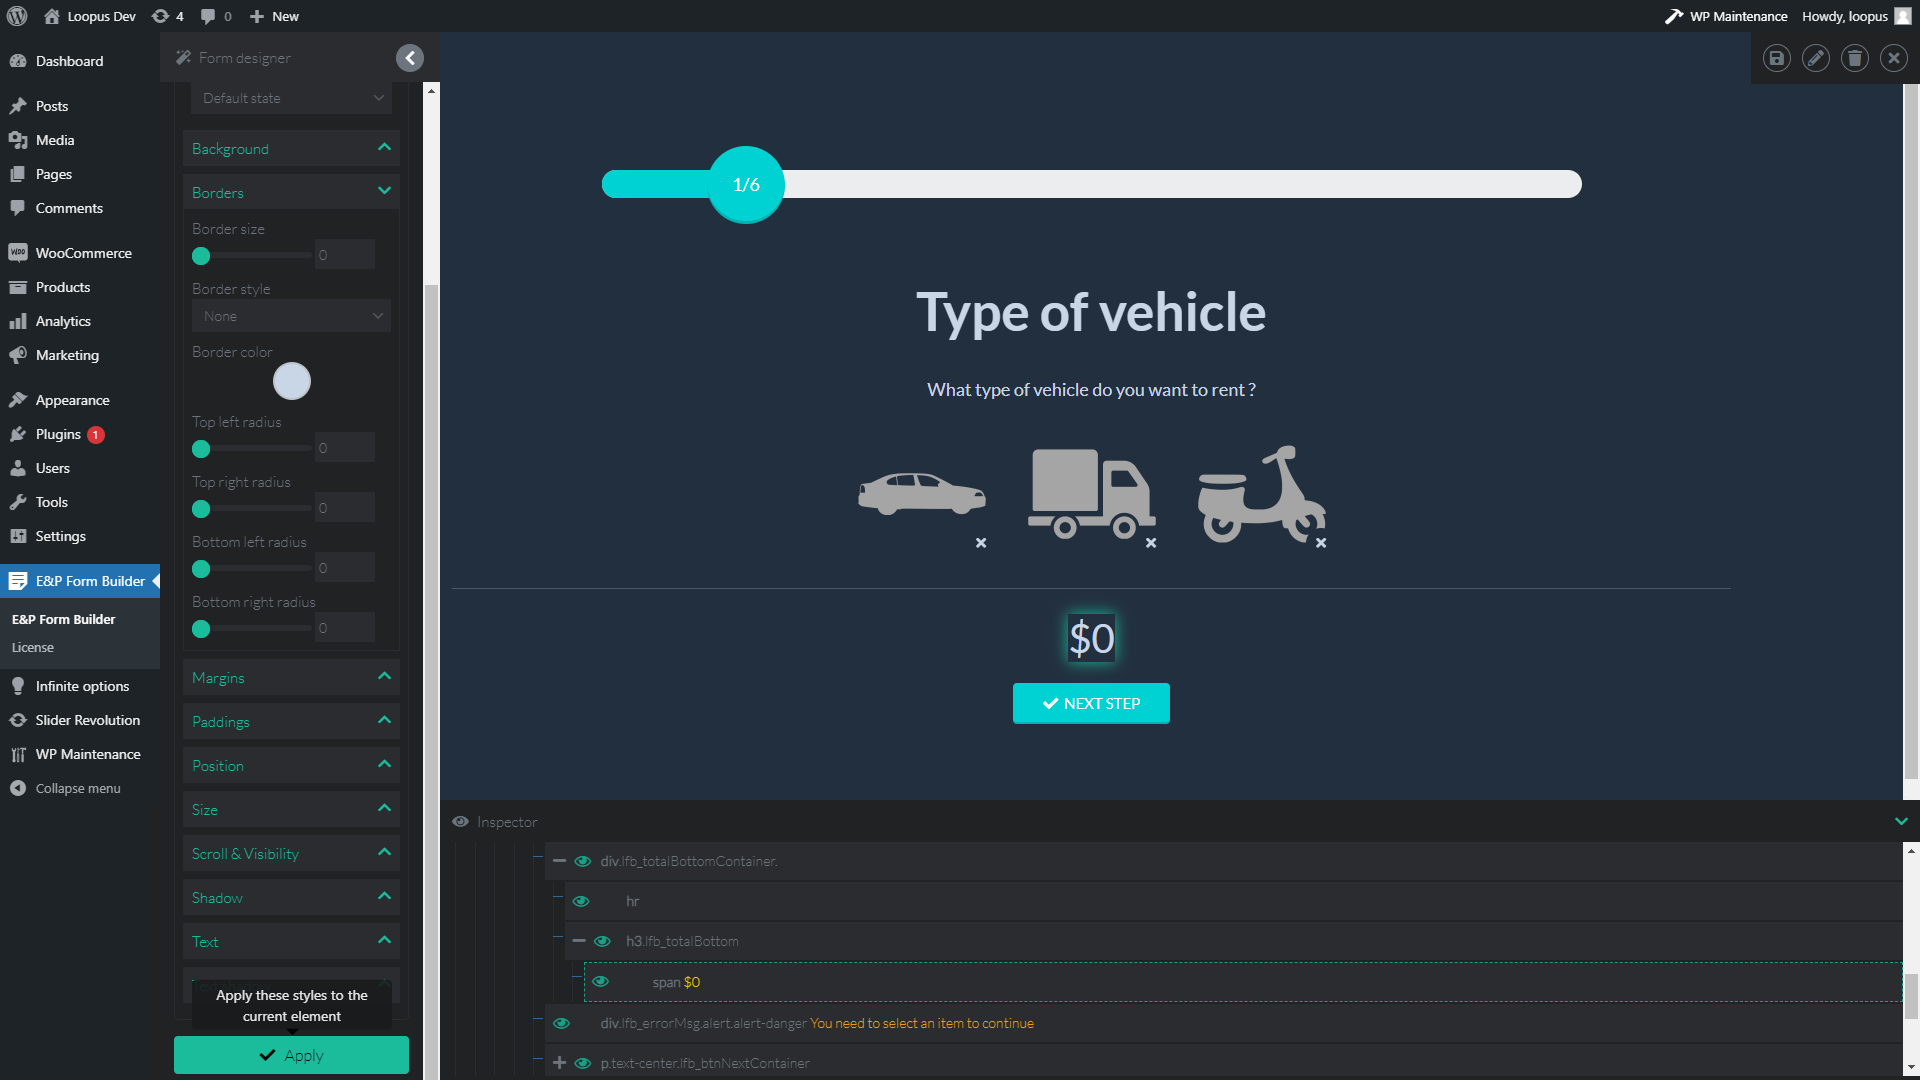 Loopus Dev
4
0
New
WP Maintenance
Howdy, loopus
Dashboard
Posts
Media
Pages
Comments
WooCommerce
Products
Analytics
Marketing
Appearance
Plugins 1
Users
Tools
Settings
E&P Form Builder
E&P Form Builder
License
Infinite options
Slider Revolution
WP Maintenance
Collapse menu
Form designer
Default state
Background
Borders
Border size
0
Border style
None
Border color
Top left radius
0
Top right radius
0
Bottom left radius
0
Bottom right radius
0
Margins
Paddings
Position
Size
Scroll & Visibility
Shadow
Text
Apply these styles to the
current element
Apply
1/6
Type of vehicle
What type of vehicle do you want to rent ?
$0
NEXT STEP
Inspector
div.lfb_totalBottomContainer.
hr
h3.lfb_totalBottom
span $0
div.lfb_errorMsg.alert.alert-danger You need to select an item to continue
p.text-center.lfb_btnNextContainer